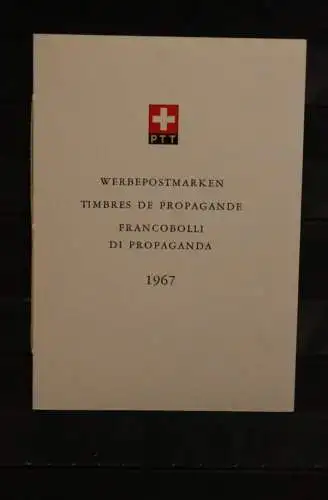 PTT
WERBEPOSTMARKEN
TIMBRES DE PROPAGANDE
FRANCOBOLLI
DI PROPAGANDA
1967